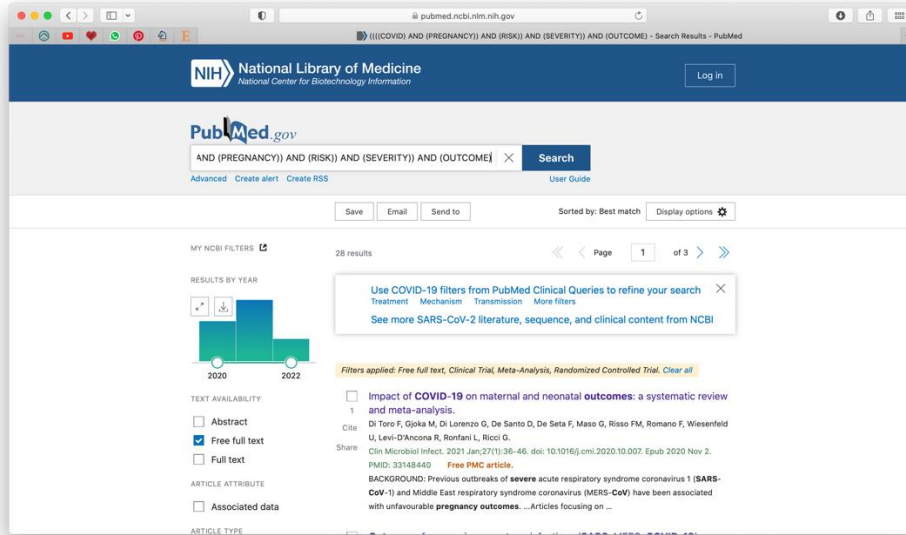 pubmed.ncbi.nlm.nih.gov
((((COVID) AND (PREGNANCY)) AND (RISK)) AND (SEVERITY)) AND (OUTCOME) - Search Results - PubMed
E
NIH National Library of Medicine
National Center for Biotechnology Information
Log in
PubMed.gov
AND (PREGNANCY)) AND (RISK)) AND (SEVERITY)) AND (OUTCOME)
Search
Advanced Create alert Create RSS
User Guide
Save Email Send to
Sorted by: Best match
Display options
MY NCBI FILTERS
28 results
Page 1 of 3
RESULTS BY YEAR
2020 2022
Use COVID-19 filters from PubMed Clinical Queries to refine your search
Treatment Mechanism Transmission More filters
See more SARS-CoV-2 literature, sequence, and clinical content from NCBI
Filters applied: Free full text, Clinical Trial, Meta-Analysis, Randomized Controlled Trial. Clear all
TEXT AVAILABILITY
Abstract
Free full text
Full text
ARTICLE ATTRIBUTE
Associated data
ARTICLE TYPE
1
Cite
Share
Impact of COVID-19 on maternal and neonatal outcomes: a systematic review
and meta-analysis.
Di Toro F, Gjoka M, Di Lorenzo G, De Santo D, De Seta F, Maso G, Risso FM, Romano F, Wiesenfeld
U, Levi-D'Ancona R, Ronfani L, Ricci G.
Clin Microbiol Infect. 2021 Jan;27(1):36-46. doi: 10.1016/j.cmi.2020.10.007. Epub 2020 Nov 2.
PMID: 33148440 Free PMC article.
BACKGROUND: Previous outbreaks of severe acute respiratory syndrome coronavirus 1 (SARS-
CoV-1) and Middle East respiratory syndrome coronavirus (MERS-CoV) have been associated
with unfavourable pregnancy outcomes. ...Articles focusing on ...